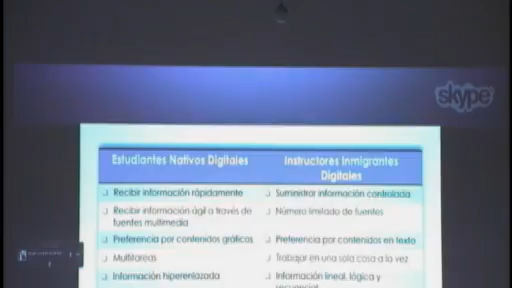 skype
Estudiantes Nativos Digitales
Instructores Inmigrantes
Digitales
Recibir información rápidamente
Suministrar información controlada
Recibir información ágil a través de
fuentes multimedia
Número limitado de fuentes
Preferencia por contenidos gráficos
Preferencia por contenidos en texto
Multitareas
Trabajar en una sola cosa a la vez
Información hiperenlazada
Información lineal, lógica y
secuencial